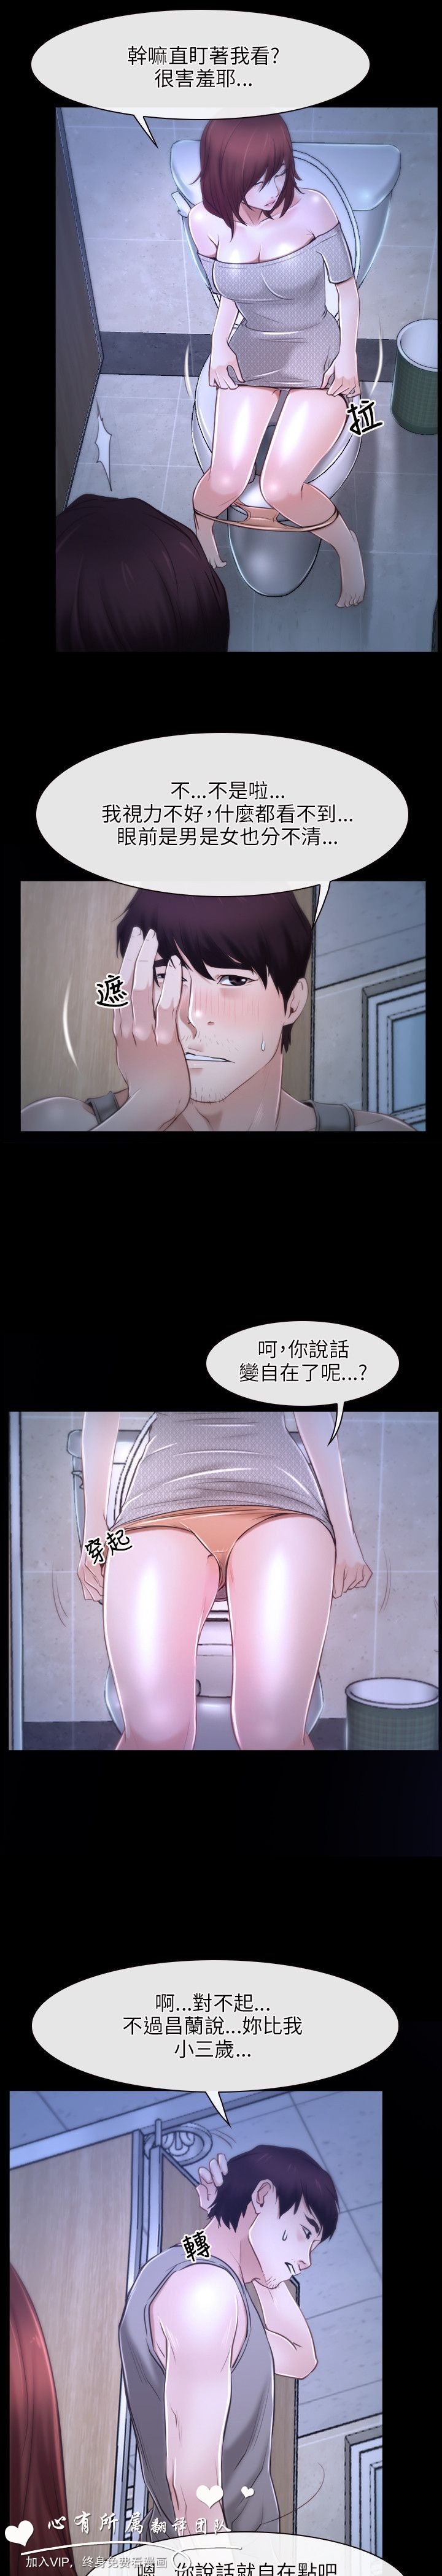 幹嘛直盯著我看?
很害羞耶...
拉
不...不是啦...
我視力不好,什麼都看不到...
眼前是男是女也分不清...
遮
呵,你說話
變自在了呢...?
穿起
啊...對不起...
不過昌蘭說...妳比我
小三歲...
轉
心有所属翻译团队
加入VIP,终身免费看漫画
嗯...你說話就自在點吧